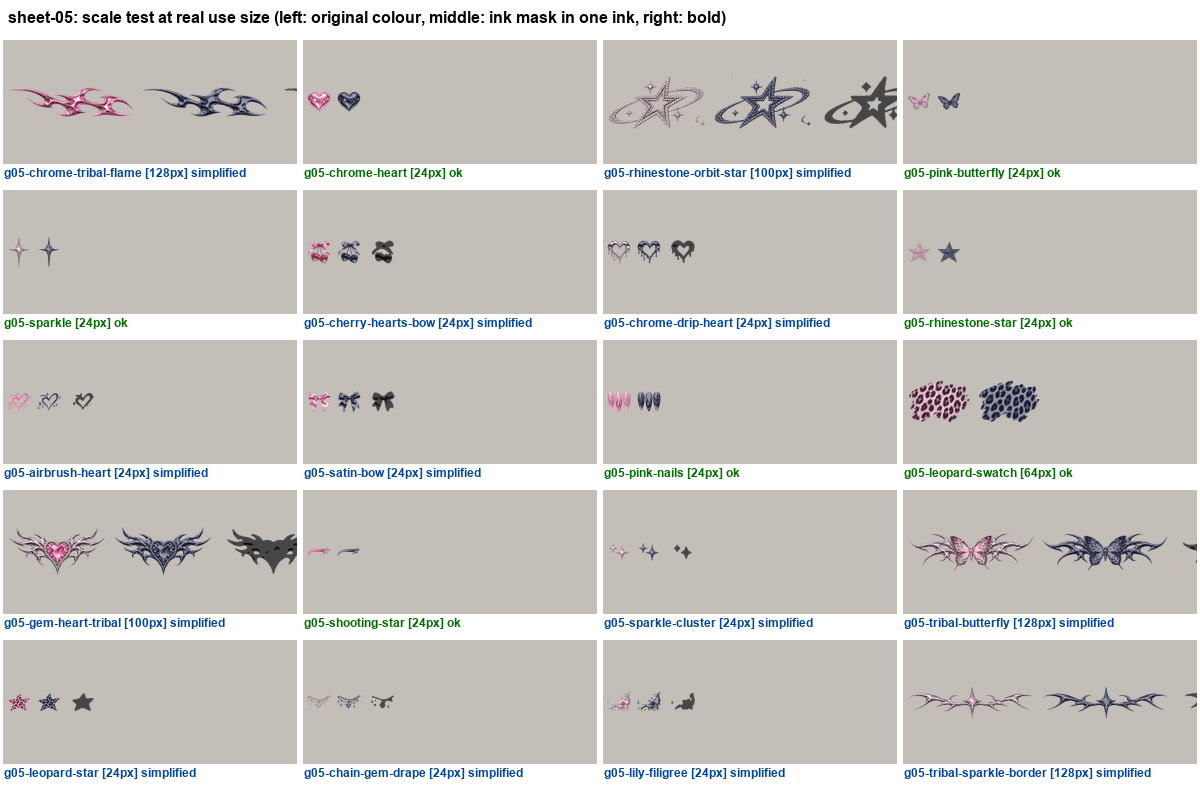 sheet-05: scale test at real use size (left: original colour, middle: ink mask in one ink, right: bold)
g05-chrome-tribal-flame [128px] simplified
g05-chrome-heart [24px] ok
g05-rhinestone-orbit-star [100px] simplified
g05-pink-butterfly [24px] ok
g05-sparkle [24px] ok
g05-cherry-hearts-bow [24px] simplified
g05-chrome-drip-heart [24px] simplified
g05-rhinestone-star [24px] ok
g05-airbrush-heart [24px] simplified
g05-satin-bow [24px] simplified
g05-pink-nails [24px] ok
g05-leopard-swatch [64px] ok
g05-gem-heart-tribal [100px] simplified
g05-shooting-star [24px] ok
g05-sparkle-cluster [24px] simplified
g05-tribal-butterfly [128px] simplified
g05-leopard-star [24px] simplified
g05-chain-gem-drape [24px] simplified
g05-lily-filigree [24px] simplified
g05-tribal-sparkle-border [128px] simplified